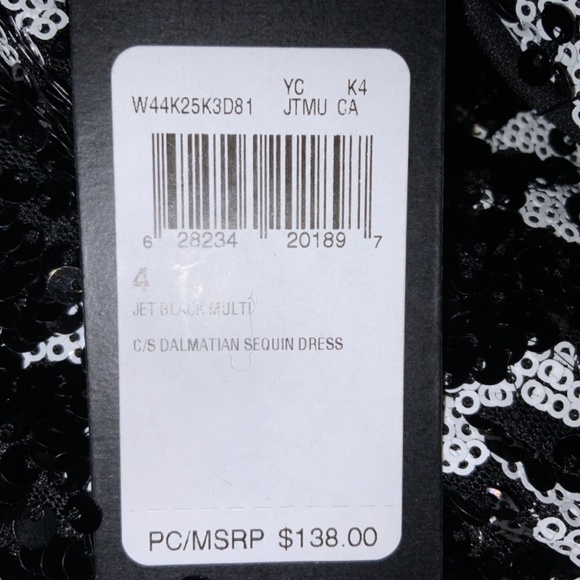 YC K4
W44K25K3D81 JTMU CA
6 28234 20189 7
4
JET BLACK MULTI
C/S DALMATIAN SEQUIN DRESS
PC/MSRP $138.00